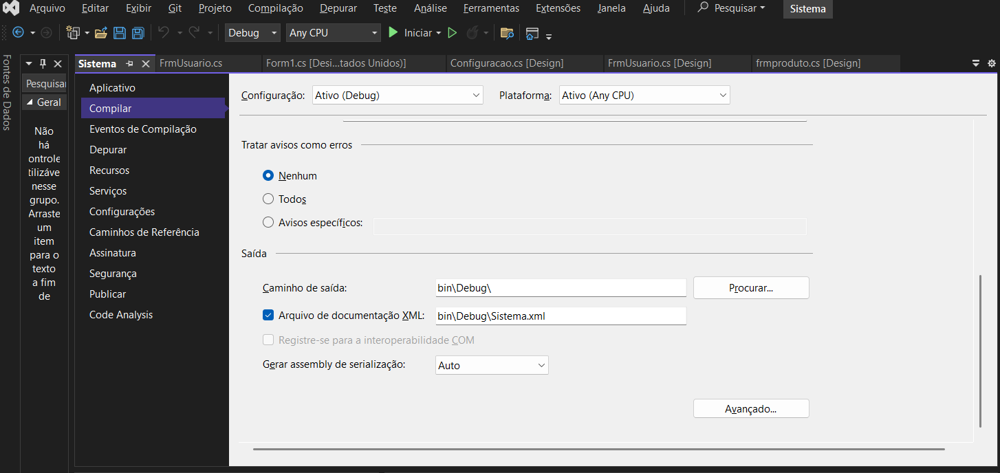 Arquivo Editar Exibir Git Projeto Compilação Depurar Teste Análise Ferramentas Extensões Janela Ajuda Pesquisar Sistema
Debug Any CPU Iniciar
Fontes de Dados
Pesquisar
Geral
Não
há
ontrole
tilizáve
nesse
grupo.
Arraste
um
item
para o
texto
a fim
de
Sistema FrmUsuario.cs Form1.cs [Desi...tados Unidos)] Configuracao.cs [Design] FrmUsuario.cs [Design] frmproduto.cs [Design]
Aplicativo
Compilar
Eventos de Compilação
Depurar
Recursos
Serviços
Configurações
Caminhos de Referência
Assinatura
Segurança
Publicar
Code Analysis
Configuração: Ativo (Debug) Plataforma: Ativo (Any CPU)
Tratar avisos como erros
Nenhum
Todos
Avisos específicos:
Saída
Caminho de saída: bin\Debug\ Procurar...
Arquivo de documentação XML: bin\Debug\Sistema.xml
Registre-se para a interoperabilidade COM
Gerar assembly de serialização: Auto
Avançado...